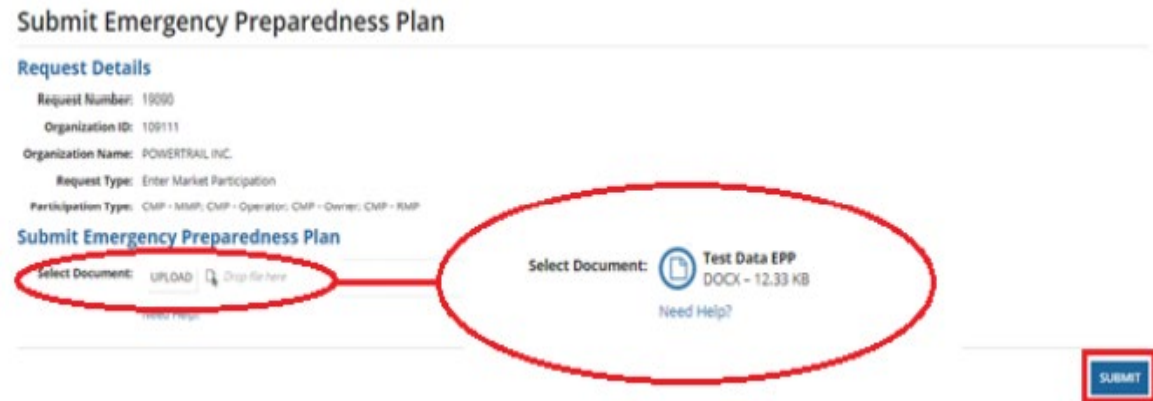 Submit Emergency Preparedness Plan
Request Details
Request Number: 19090
Organization ID: 109111
Organization Name: POWERTRAIL INC.
Request Type: Enter Market Participation
Participation Type: CMP - MMP; CMP - Operator; CMP - Owner; CMP - RMP
Submit Emergency Preparedness Plan
Select Document: UPLOAD Drop file here
Need Help?
Select Document: Test Data EPP
DOCX – 12.33 KB
Need Help?
SUBMIT